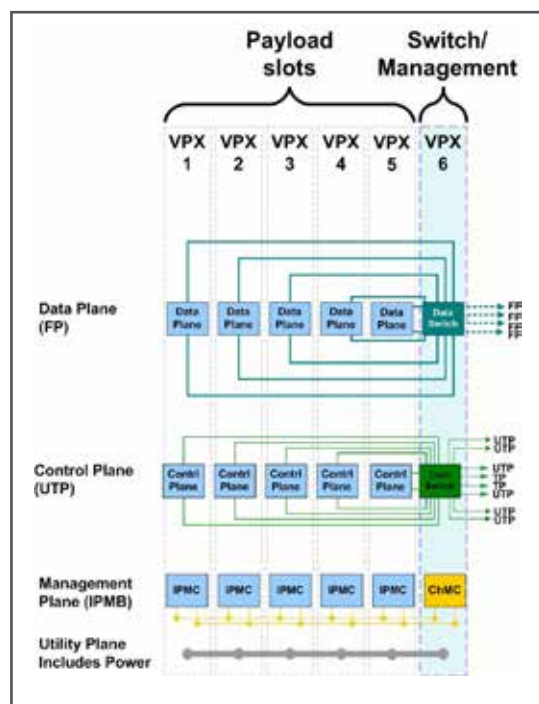 Payload slots
Switch/ Management
VPX 1
VPX 2
VPX 3
VPX 4
VPX 5
VPX 6
Data Plane (FP)
Data Plane
Data Plane
Data Plane
Data Plane
Data Plane
Data Switch
FP
FP
FP
FP
Control Plane (UTP)
Contrl Plane
Contrl Plane
Contrl Plane
Contrl Plane
Contrl Plane
Switch
UTP
UTP
UTP
TP
TP
UTP
UTP
UTP
Management Plane (IPMB)
IPMC
IPMC
IPMC
IPMC
IPMC
ChMC
Utility Plane Includes Power